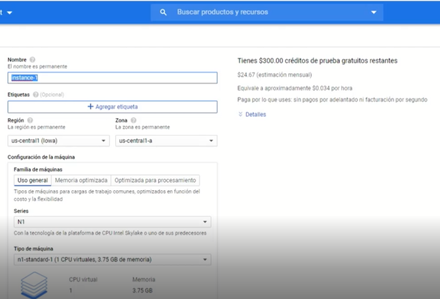 Buscar productos y recursos
Nombre
El nombre es permanente
instance-1
Etiquetas (Opcional)
+ Agregar etiqueta
Región
La región es permanente
Zona
La zona es permanente
us-central1 (Iowa)
us-central1-a
Configuración de la máquina
Familia de máquinas
Uso general
Memoria optimizada
Optimizada para procesamiento
Tipos de máquinas para cargas de trabajo comunes, optimizados en función del
costo y la flexibilidad
Series
N1
Con la tecnología de la plataforma de CPU Intel Skylake o uno de sus predecesores
Tipo de máquina
n1-standard-1 (1 CPU virtuales, 3.75 GB de memoria)
CPU virtual
Memoria
1
3.75 GB
Tienes $300.00 créditos de prueba gratuitos restantes
$24.67 (estimación mensual)
Equivale a aproximadamente $0.034 por hora
Paga por lo que uses: sin pagos por adelantado ni facturación por segundo
Detalles